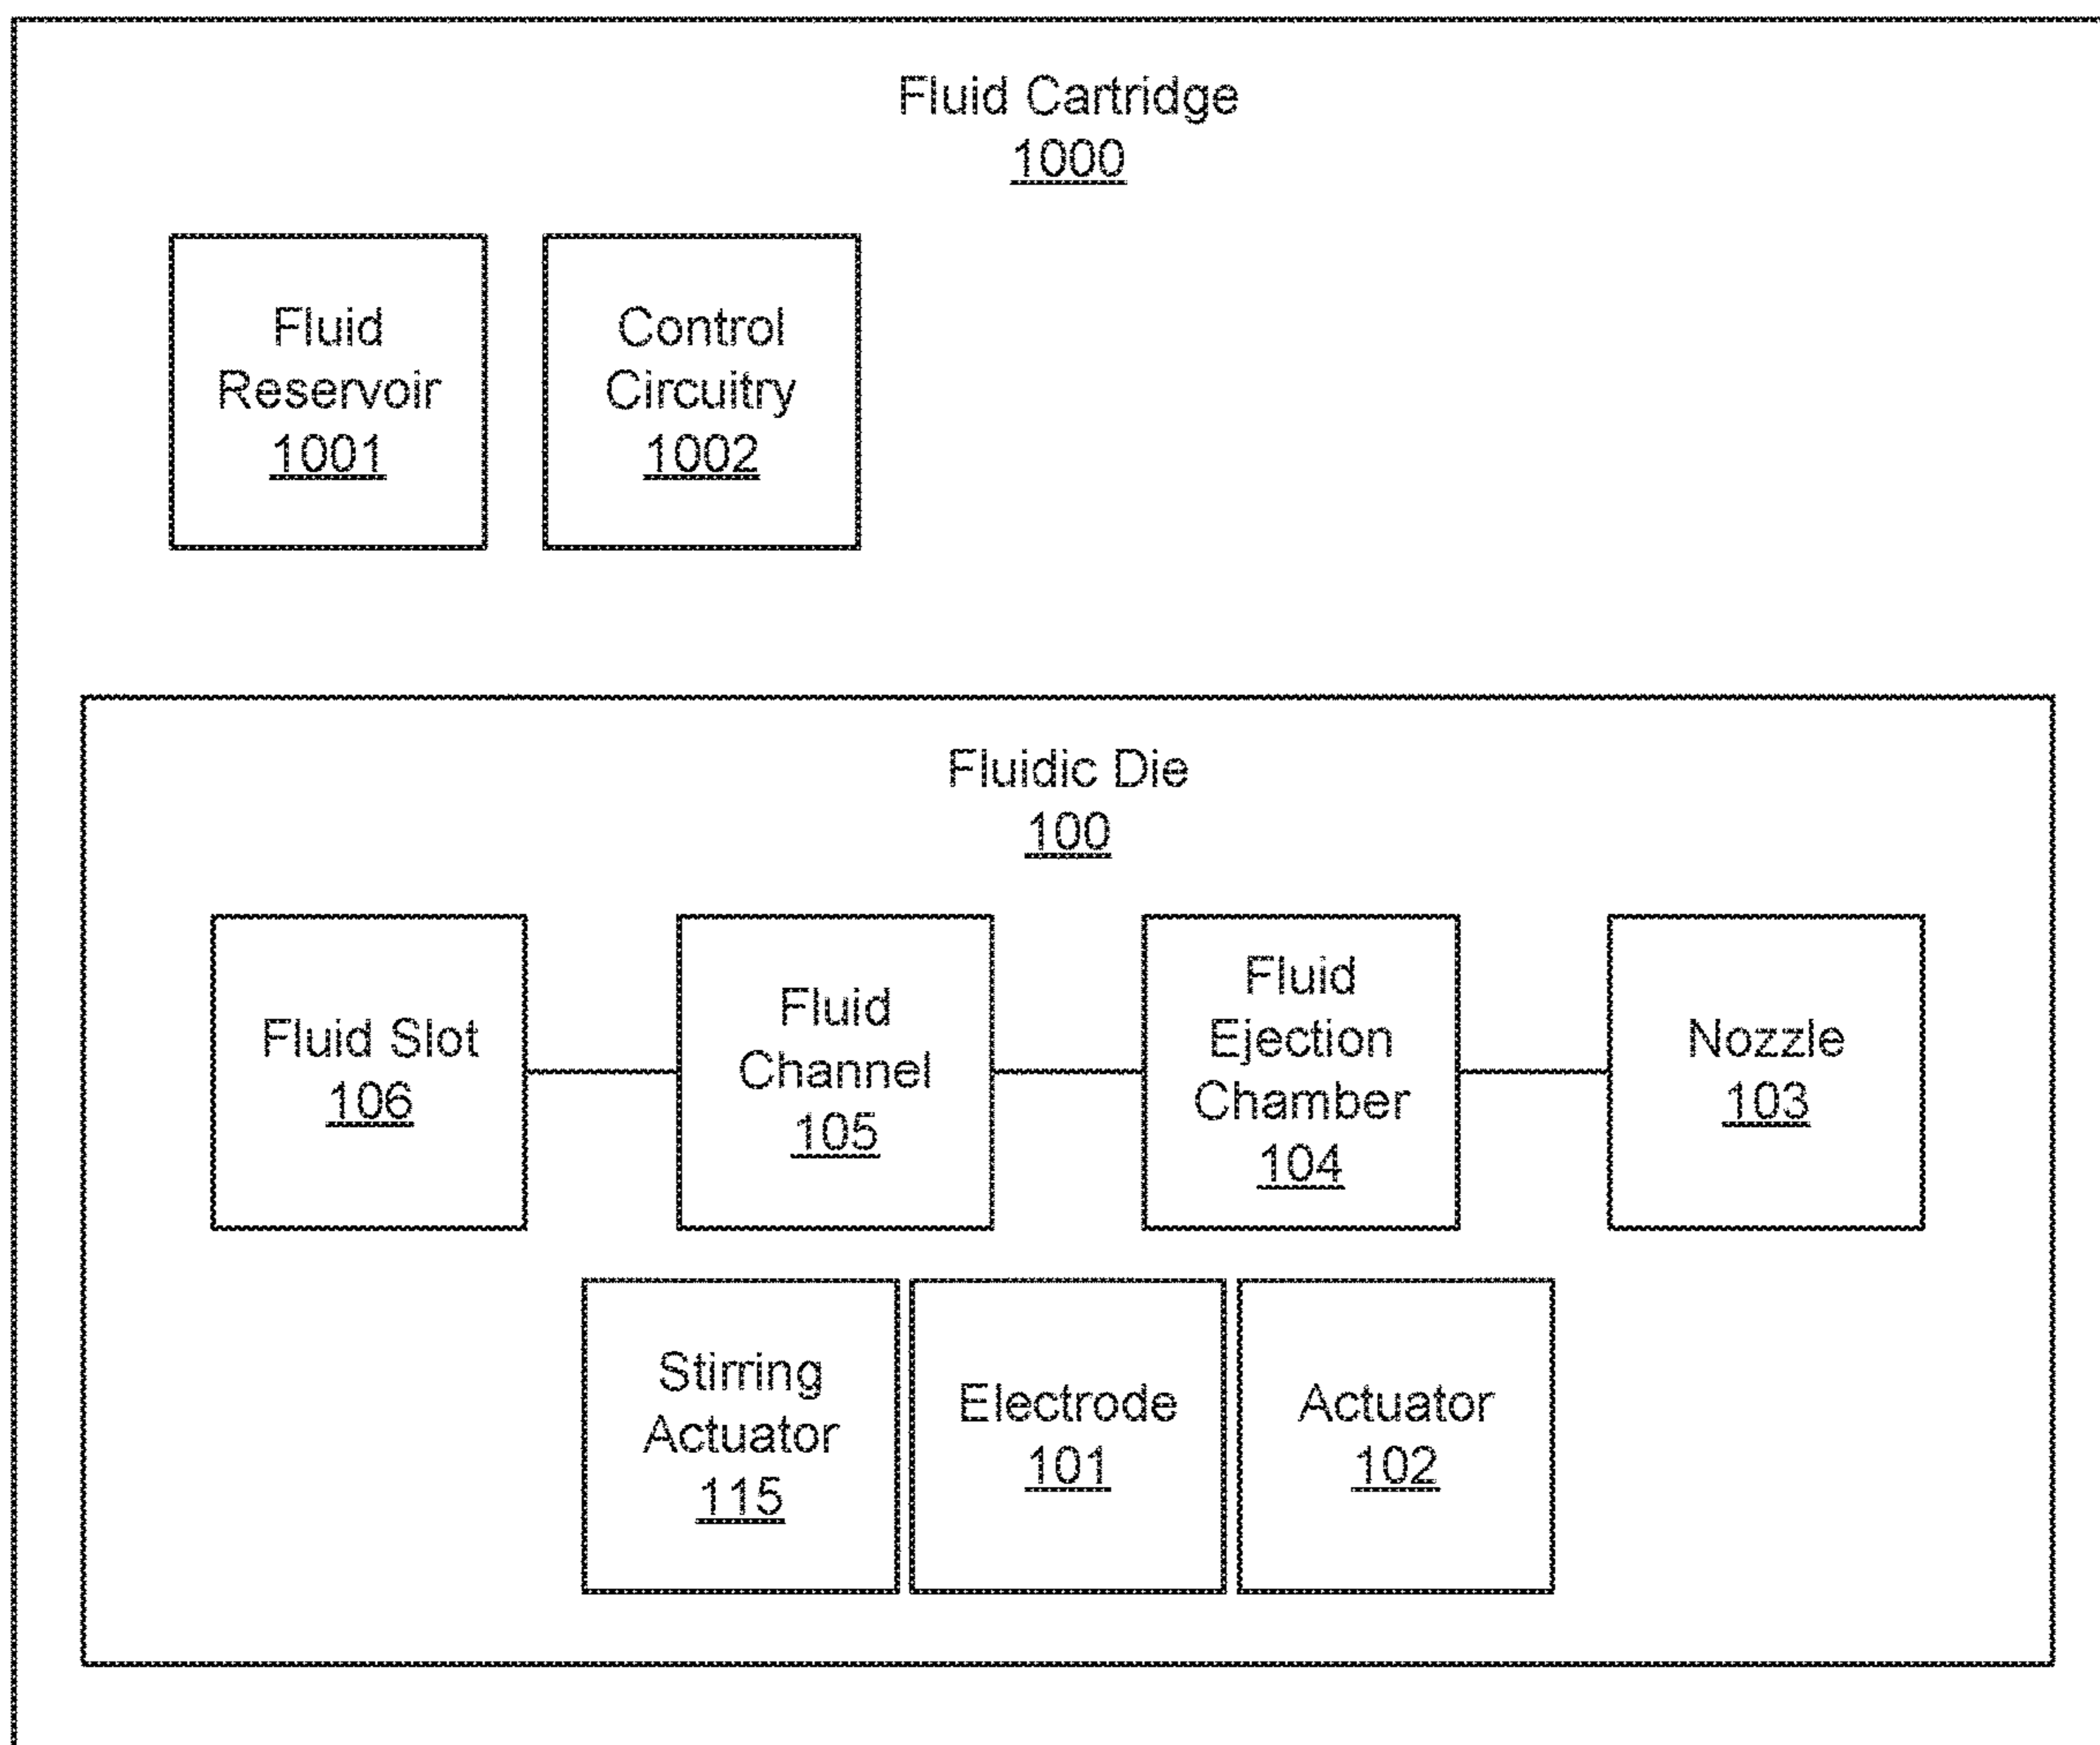 Fluid Cartridge
1000
Fluid
Reservoir
1001
Control
Circuitry
1002
Fluidic Die
100
Fluid Slot
106
Fluid
Channel
105
Fluid
Ejection
Chamber
104
Nozzle
103
Stirring
Actuator
115
Electrode
101
Actuator
102